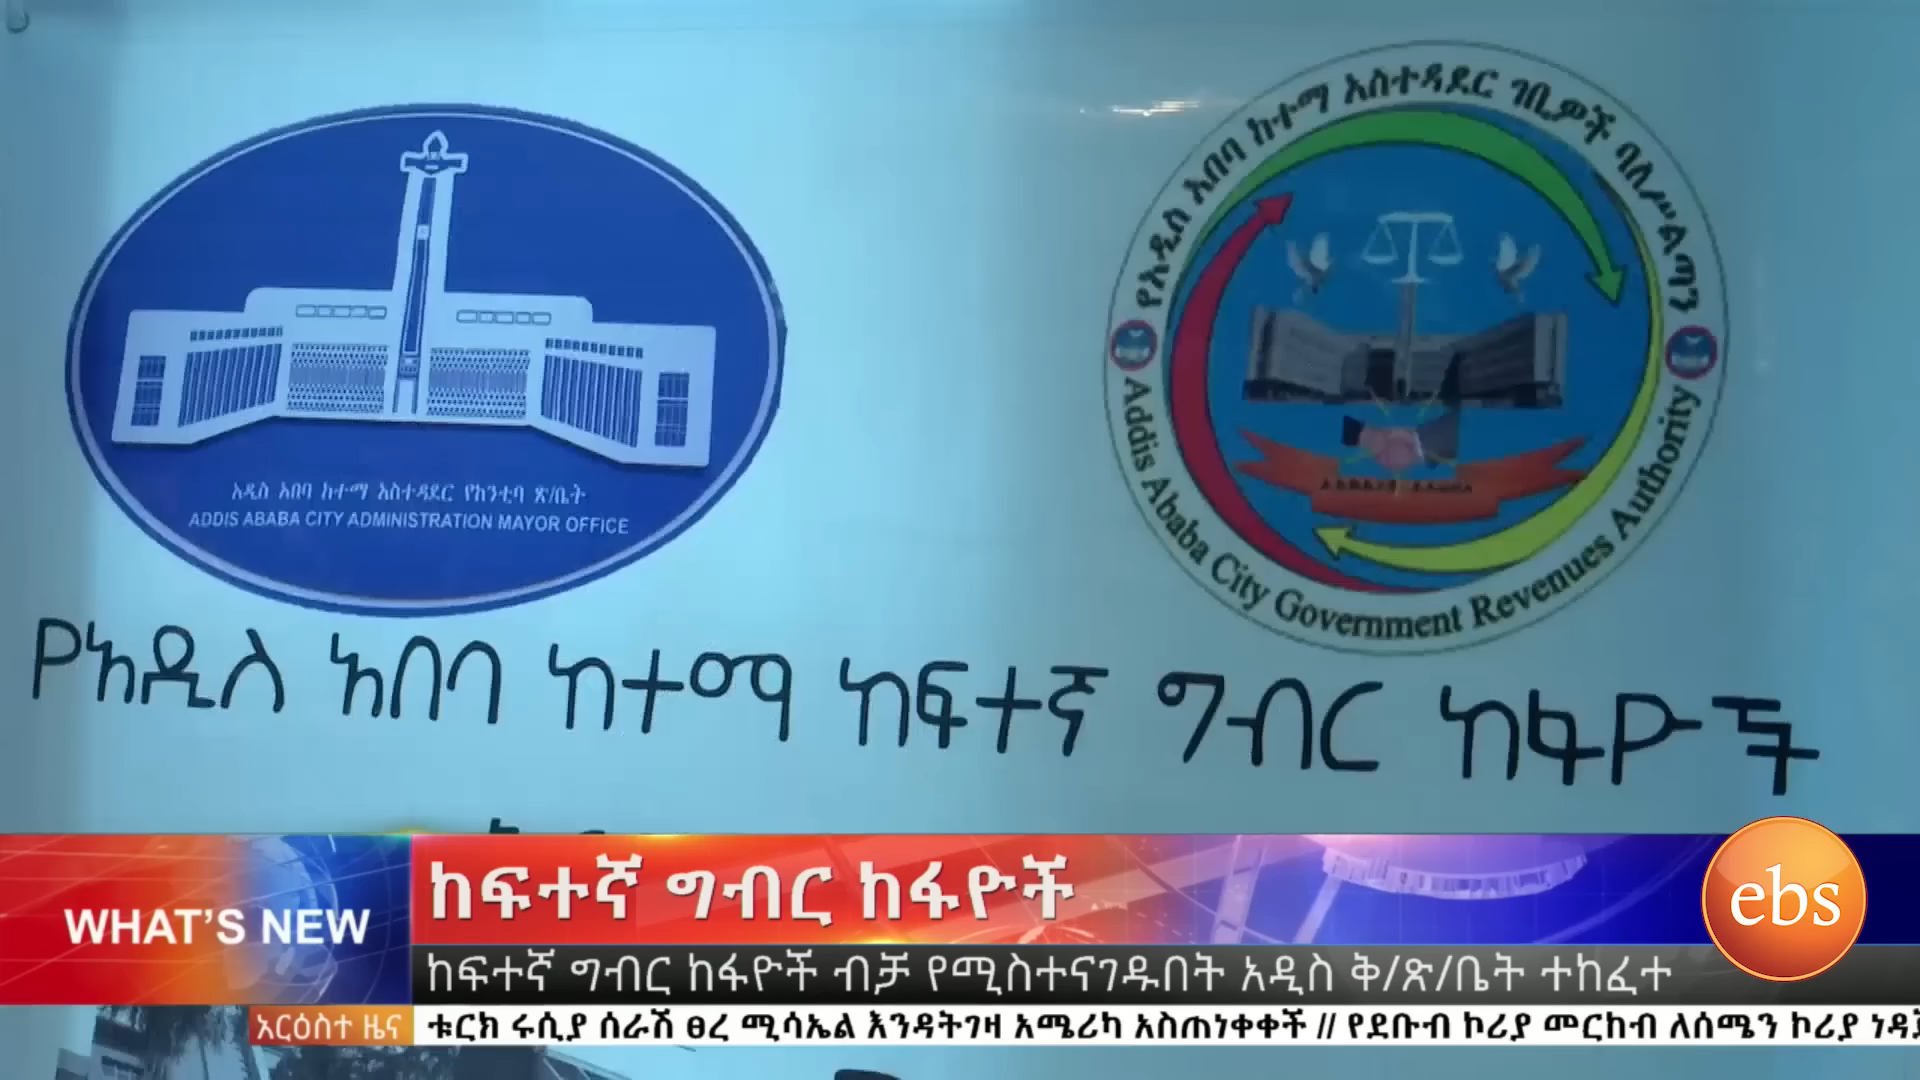 አዲስ አበባ ከተማ አስተዳደር የከንቲባ ጽ/ቤት
ADDIS ABABA CITY ADMINISTRATION MAYOR OFFICE
የአዲስ አበባ ከተማ አስተዳደር ገቢዎች ባለሥልጣን
Addis Ababa City Government Revenues Authority
የአዲስ አበባ ከተማ ከፍተኛ ግብር ከፋዮች
WHAT'S NEW
ከፍተኛ ግብር ከፋዮች
ebs
ከፍተኛ ግብር ከፋዮች ብቻ የሚስተናገዱበት አዲስ ቅ/ጽ/ቤት ተከፈተ
አርዕስተ ዜና
ቱርክ ሩሲያ ሰራሽ ፀረ ሚሳኤል እንዳትገዛ አሜሪካ አስጠነቀቀች // የደቡብ ኮሪያ መርከብ ለሰሜን ኮሪያ